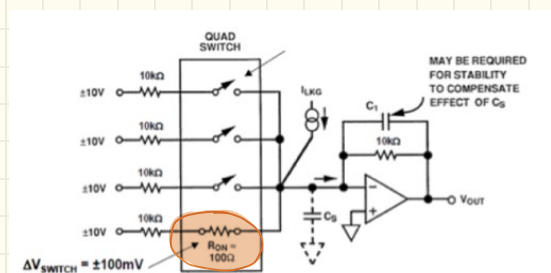 QUAD
SWITCH
10kΩ
±10V
10kΩ
±10V
10kΩ
±10V
10kΩ
±10V
RON =
100Ω
ΔVSWITCH = ±100mV
ILKG
CS
C1
10kΩ
MAY BE REQUIRED
FOR STABILITY
TO COMPENSATE
EFFECT OF CS
−
+
VOUT